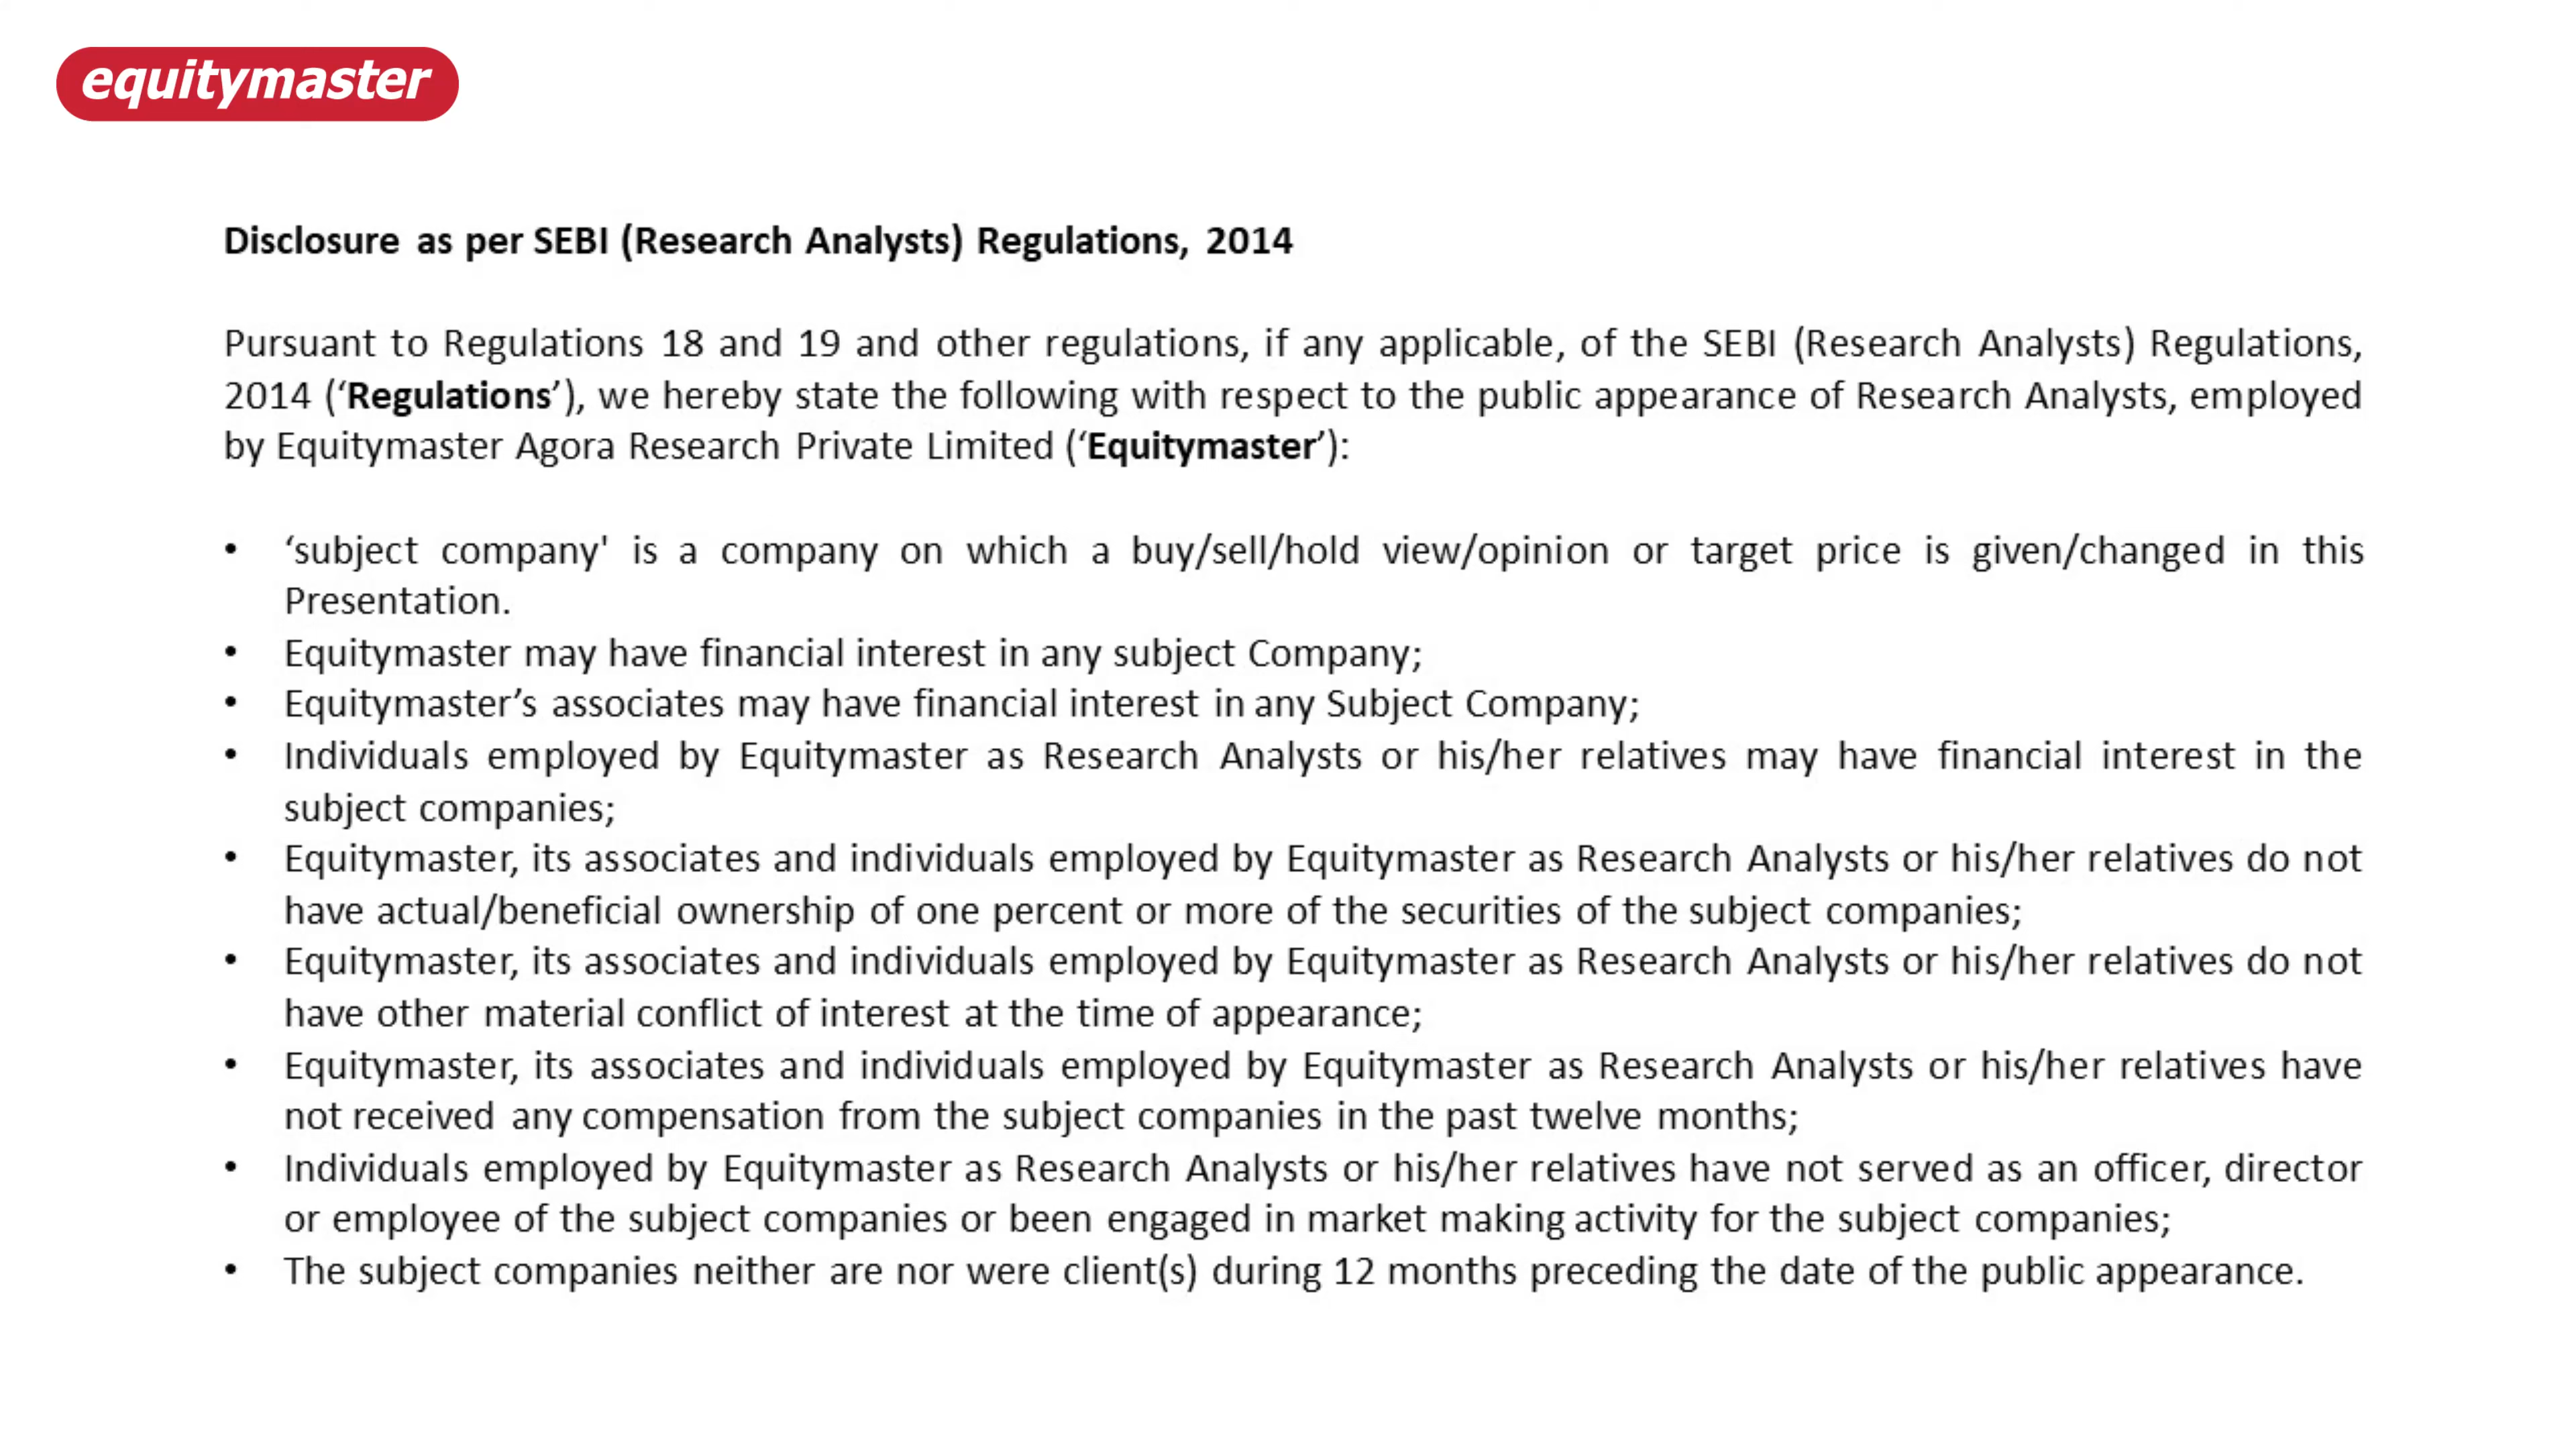 equitymaster
Disclosure as per SEBI (Research Analysts) Regulations, 2014
Pursuant to Regulations 18 and 19 and other regulations, if any applicable, of the SEBI (Research Analysts) Regulations,
2014 (‘Regulations’), we hereby state the following with respect to the public appearance of Research Analysts, employed
by Equitymaster Agora Research Private Limited (‘Equitymaster’):
• ‘subject company' is a company on which a buy/sell/hold view/opinion or target price is given/changed in this
Presentation.
• Equitymaster may have financial interest in any subject Company;
• Equitymaster’s associates may have financial interest in any Subject Company;
• Individuals employed by Equitymaster as Research Analysts or his/her relatives may have financial interest in the
subject companies;
• Equitymaster, its associates and individuals employed by Equitymaster as Research Analysts or his/her relatives do not
have actual/beneficial ownership of one percent or more of the securities of the subject companies;
• Equitymaster, its associates and individuals employed by Equitymaster as Research Analysts or his/her relatives do not
have other material conflict of interest at the time of appearance;
• Equitymaster, its associates and individuals employed by Equitymaster as Research Analysts or his/her relatives have
not received any compensation from the subject companies in the past twelve months;
• Individuals employed by Equitymaster as Research Analysts or his/her relatives have not served as an officer, director
or employee of the subject companies or been engaged in market making activity for the subject companies;
• The subject companies neither are nor were client(s) during 12 months preceding the date of the public appearance.